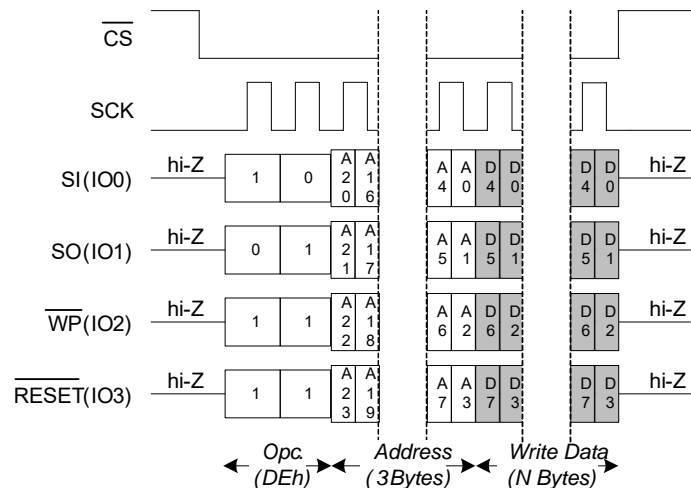 CS
SCK
SI(IO0) hi-Z 1 0 A20 A16 A4 A0 D4 D0 D4 D0 hi-Z
SO(IO1) hi-Z 0 1 A21 A17 A5 A1 D5 D1 D5 D1 hi-Z
WP(IO2) hi-Z 1 1 A22 A18 A6 A2 D6 D2 D6 D2 hi-Z
RESET(IO3) hi-Z 1 1 A23 A19 A7 A3 D7 D3 D7 D3 hi-Z
Opc. Address Write Data
(DEh) (3Bytes) (N Bytes)